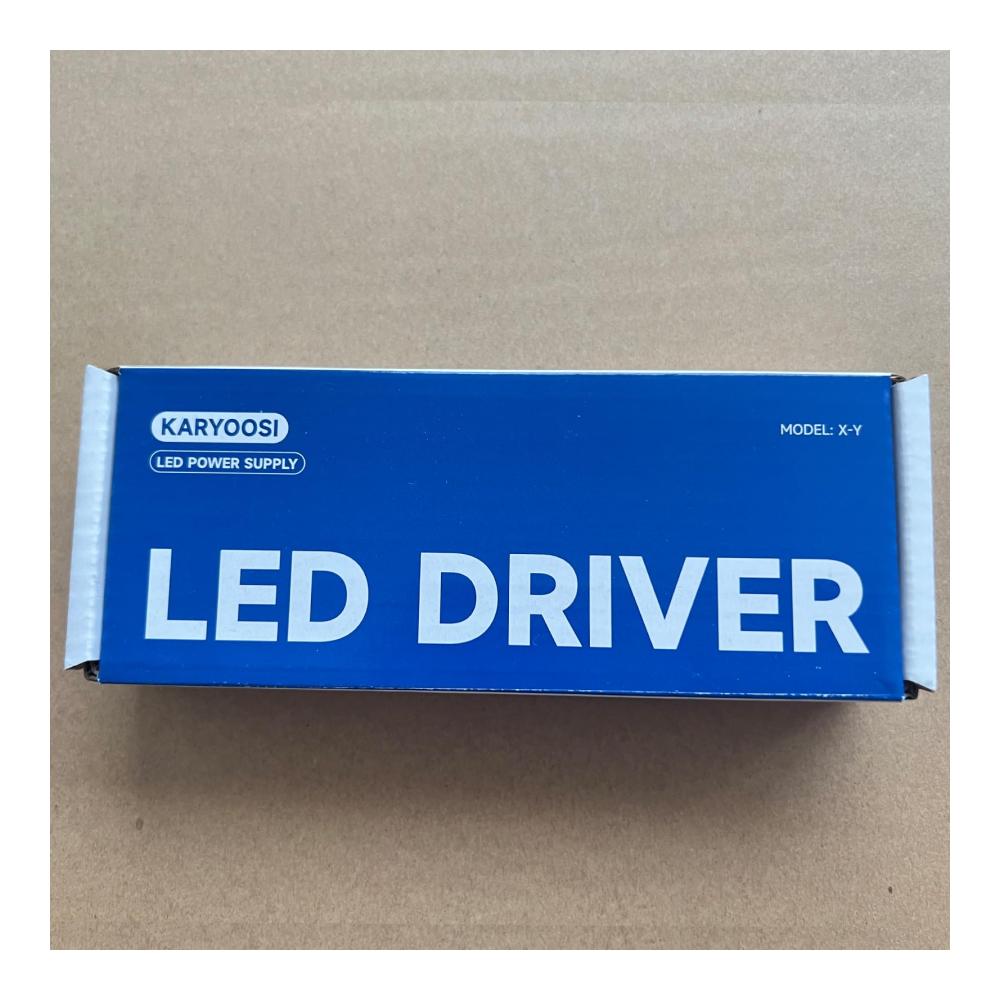 KARYOOSI
MODEL: X-Y
LED POWER SUPPLY
LED DRIVER